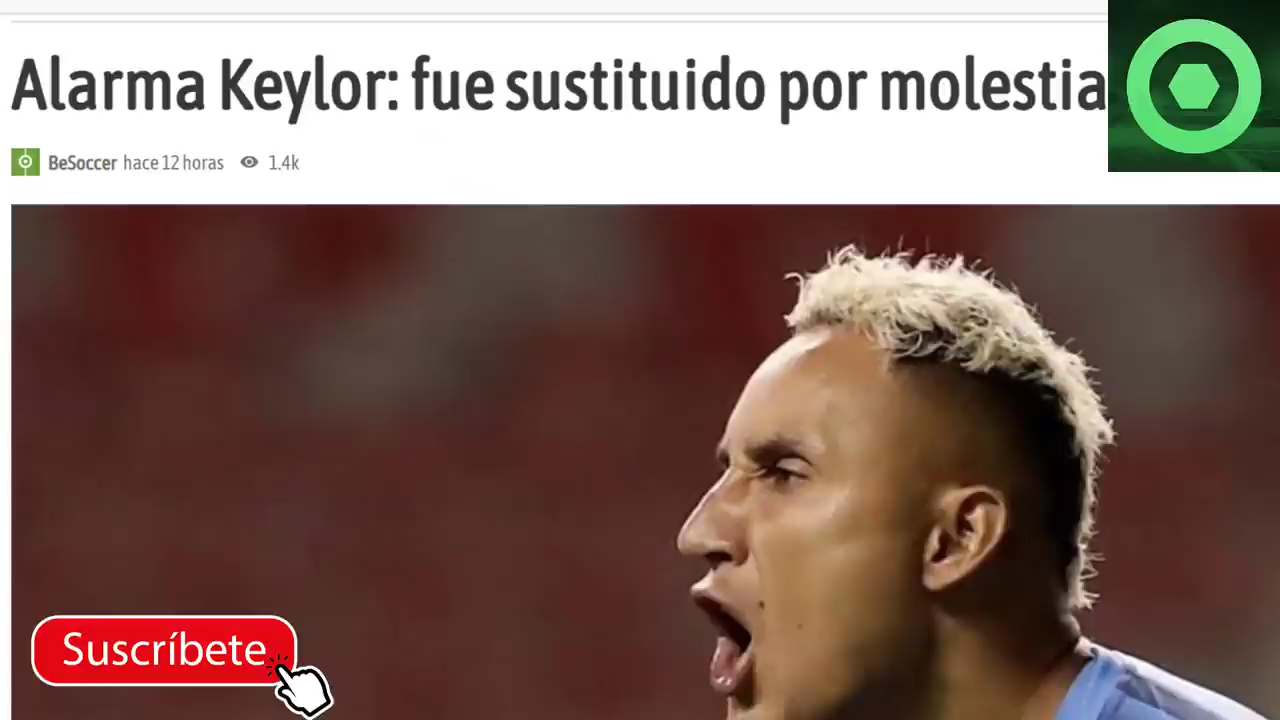 Alarma Keylor: fue sustituido por molestia
BeSoccer hace 12 horas 1.4k
Suscríbete